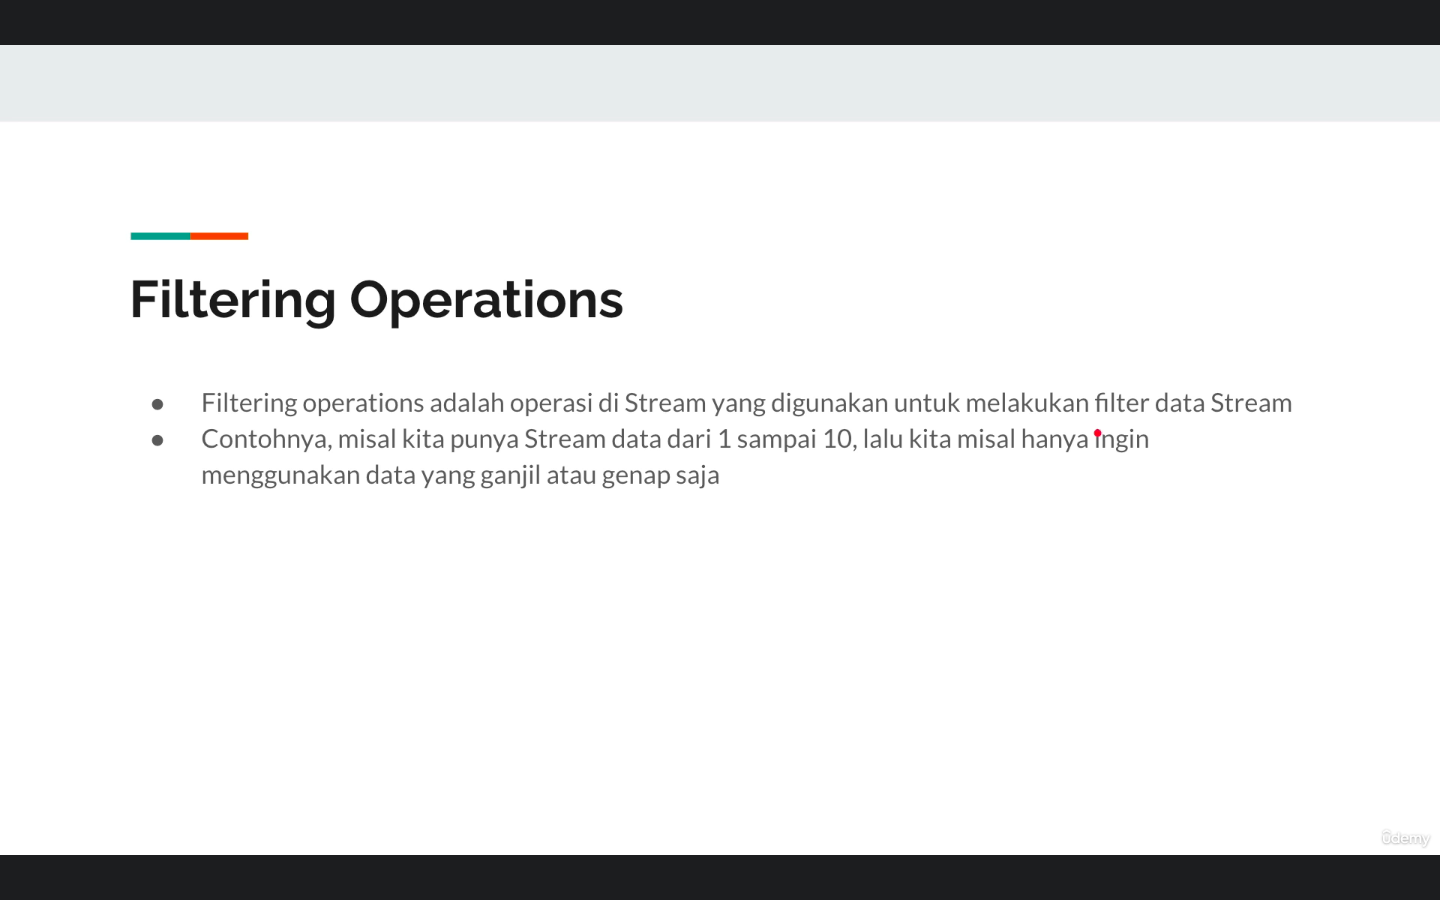 Filtering Operations
● Filtering operations adalah operasi di Stream yang digunakan untuk melakukan filter data Stream
● Contohnya, misal kita punya Stream data dari 1 sampai 10, lalu kita misal hanya ingin
menggunakan data yang ganjil atau genap saja
ûdemy